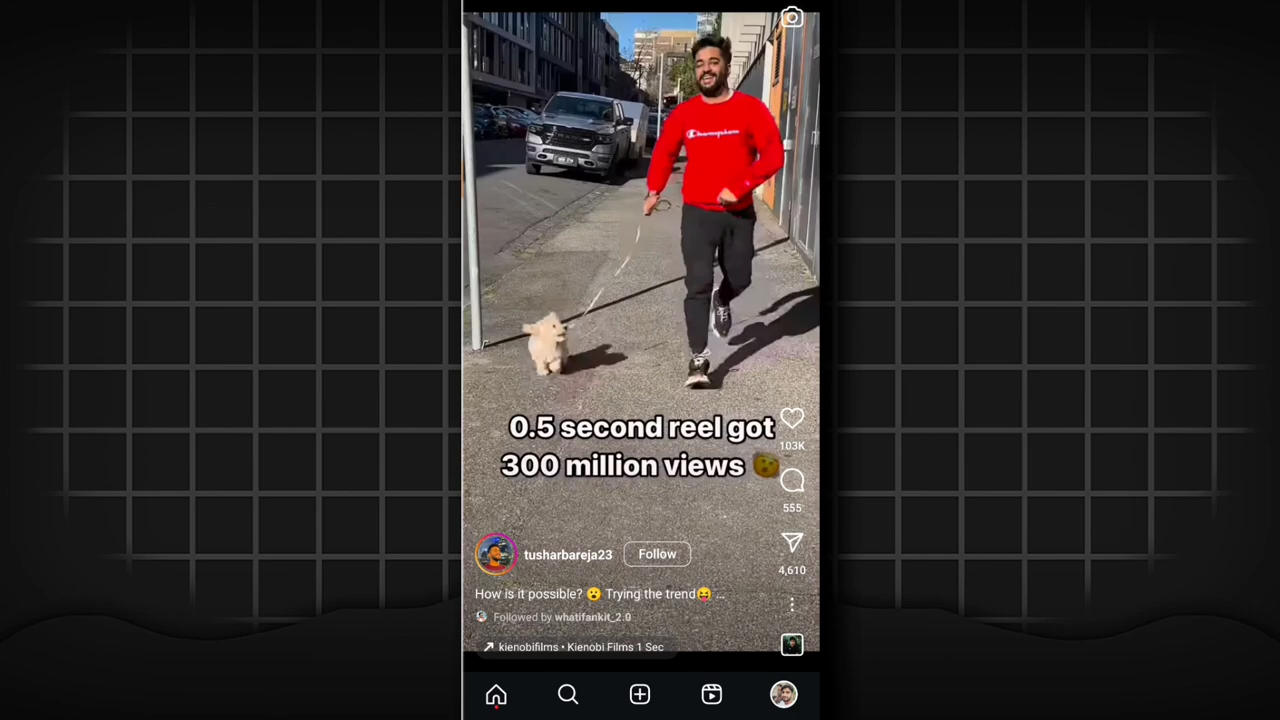 Champion
0.5 second reel got
300 million views 😯
103K
555
4,610
tusharbareja23
Follow
How is it possible? 😯 Trying the trend😜 ...
Followed by whatifankit_2.0
kienobifilms • Kienobi Films 1 Sec